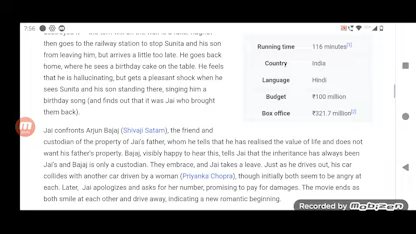 7:56
then goes to the railway station to stop Sunita and his son
from leaving him, but arrives a little too late. He goes back
home, where he sees a birthday cake on the table. He feels
that he is hallucinating, but gets a pleasant shock when he
sees Sunita and his son standing there, singing him a
birthday song (and finds out that it was Jai who brought
them back).
Running time 116 minutes[1]
Country India
Language Hindi
Budget ₹100 million
Box office ₹321.7 million[2]
Jai confronts Arjun Bajaj (Shivaji Satam), the friend and
custodian of the property of Jai's father, whom he tells that he has realised the value of life and does not
want his father's property. Bajaj, visibly happy to hear this, tells Jai that the inheritance has always been
Jai's and Bajaj is only a custodian. They embrace, and Jai takes a leave. Just as he drives out, his car
collides with another car driven by a woman (Priyanka Chopra), though initially both seem to be angry at
each other. Later, Jai apologizes and asks for her number, promising to pay for damages. The movie ends as
both smile at each other and drive away, indicating a new romantic beginning.
Recorded by Mobizen